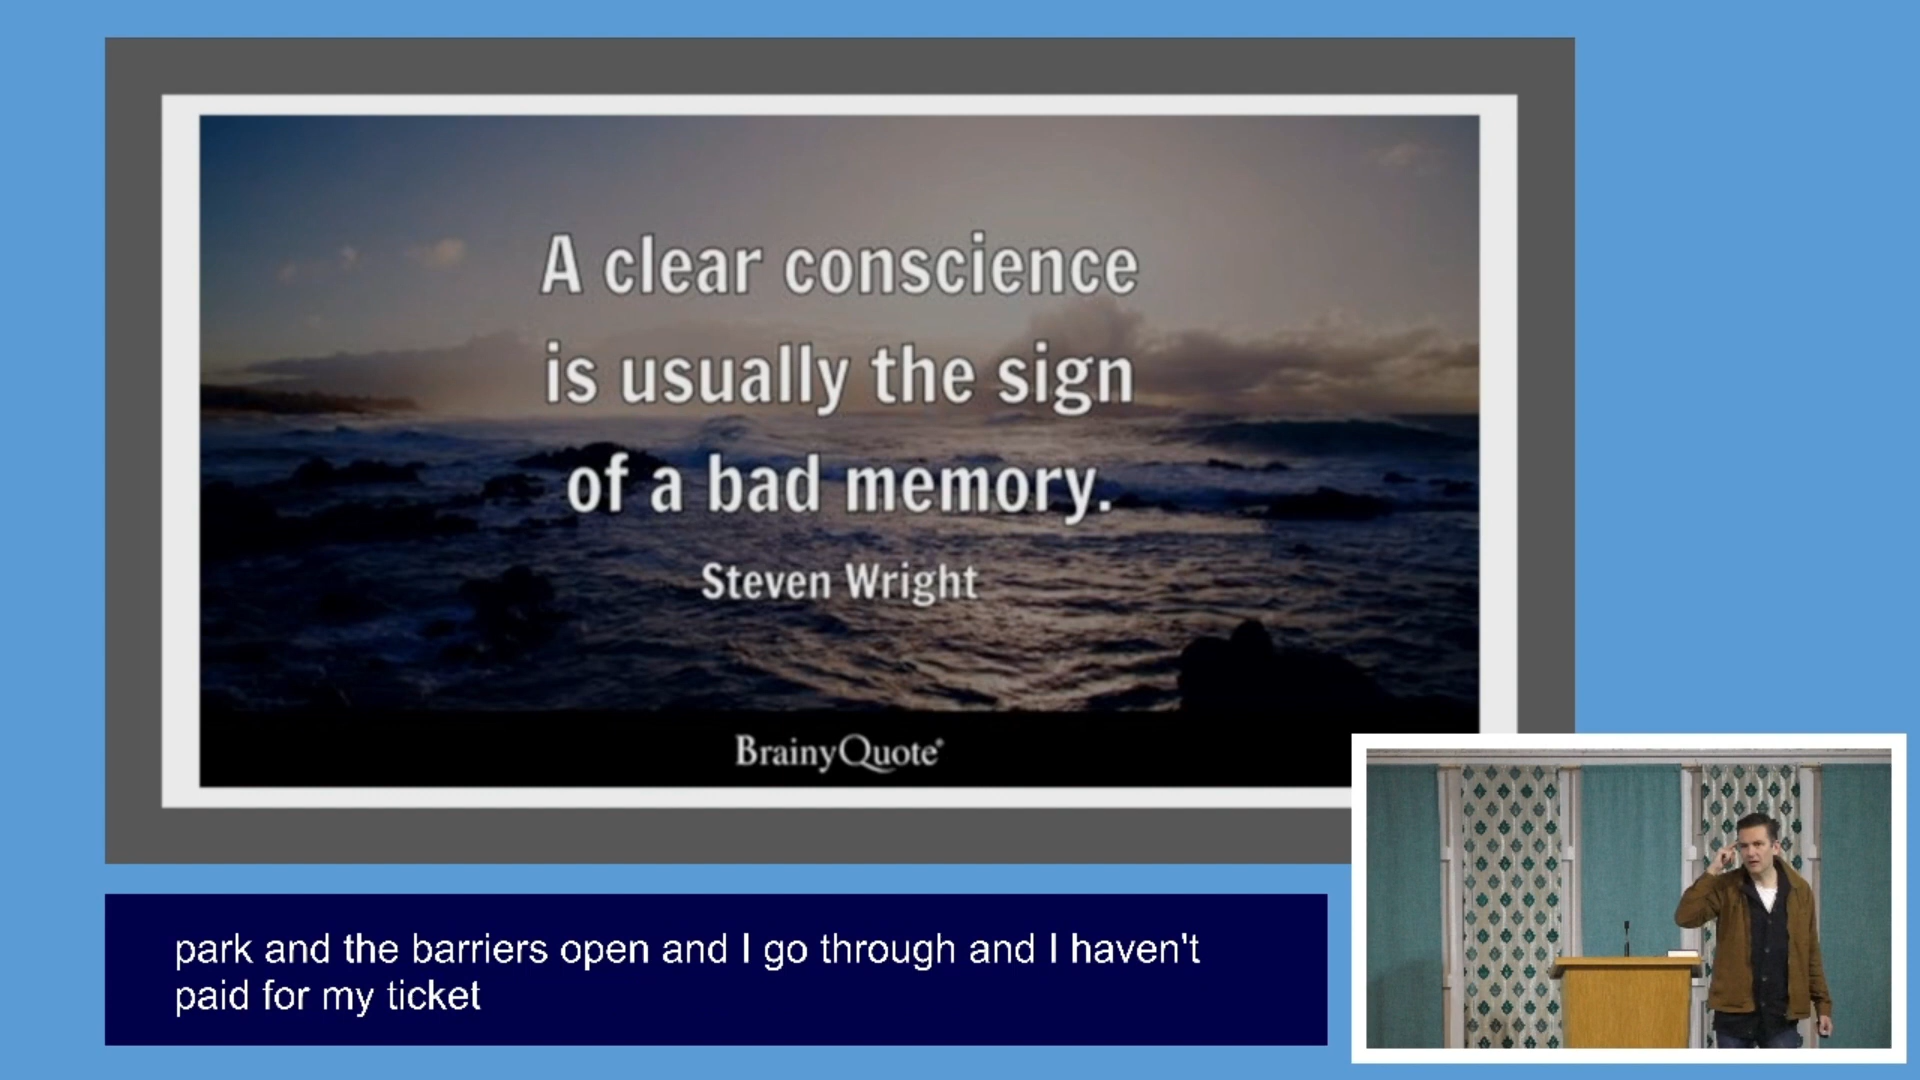 A clear conscience
is usually the sign
of a bad memory.
Steven Wright
BrainyQuote®
park and the barriers open and I go through and I haven't
paid for my ticket